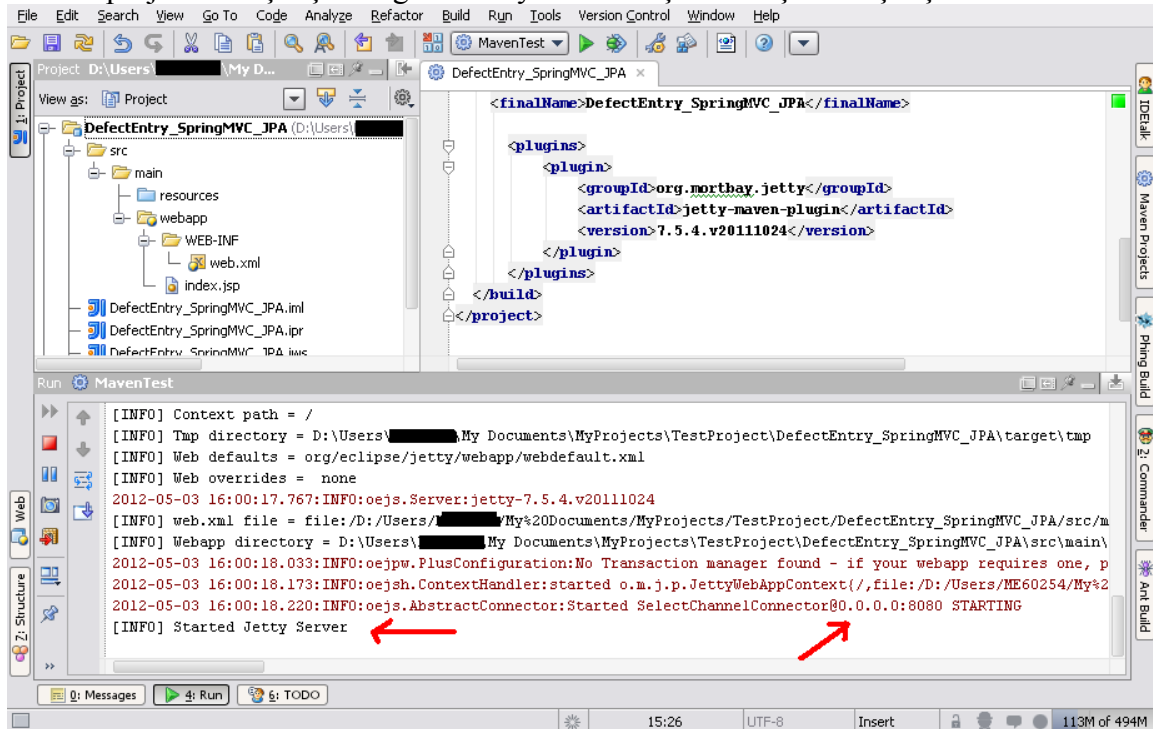 File Edit Search View Go To Code Analyze Refactor Build Run Tools Version Control Window Help
MavenTest
Project D:\Users\ \My D...
DefectEntry_SpringMVC_JPA
View as: Project
<finalName>DefectEntry_SpringMVC_JPA</finalName>
DefectEntry_SpringMVC_JPA (D:\Users\
<plugins>
src
<plugin>
main
<groupId>org.mortbay.jetty</groupId>
resources
<artifactId>jetty-maven-plugin</artifactId>
webapp
<version>7.5.4.v20111024</version>
WEB-INF
</plugin>
web.xml
</plugins>
index.jsp
</build>
DefectEntry_SpringMVC_JPA.iml
</project>
DefectEntry_SpringMVC_JPA.ipr
DefectEntry_SpringMVC_JPA.iws
1: Project
Web
7: Structure
IDEtalk
Maven Projects
Phing Build
2: Commander
Ant Build
Run MavenTest
[INFO] Context path = /
[INFO] Tmp directory = D:\Users\ \My Documents\MyProjects\TestProject\DefectEntry_SpringMVC_JPA\target\tmp
[INFO] Web defaults = org/eclipse/jetty/webapp/webdefault.xml
[INFO] Web overrides = none
2012-05-03 16:00:17.767:INFO:oejs.Server:jetty-7.5.4.v20111024
[INFO] web.xml file = file:/D:/Users/ /My%20Documents/MyProjects/TestProject/DefectEntry_SpringMVC_JPA/src/m
[INFO] Webapp directory = D:\Users\ My Documents\MyProjects\TestProject\DefectEntry_SpringMVC_JPA\src\main\
2012-05-03 16:00:18.033:INFO:oejpw.PlusConfiguration:No Transaction manager found - if your webapp requires one, p
2012-05-03 16:00:18.173:INFO:oejsh.ContextHandler:started o.m.j.p.JettyWebAppContext{/,file:/D:/Users/ME60254/My%2
2012-05-03 16:00:18.220:INFO:oejs.AbstractConnector:Started SelectChannelConnector@0.0.0.0:8080 STARTING
[INFO] Started Jetty Server
0: Messages 4: Run 6: TODO
15:26 UTF-8 Insert 113M of 494M